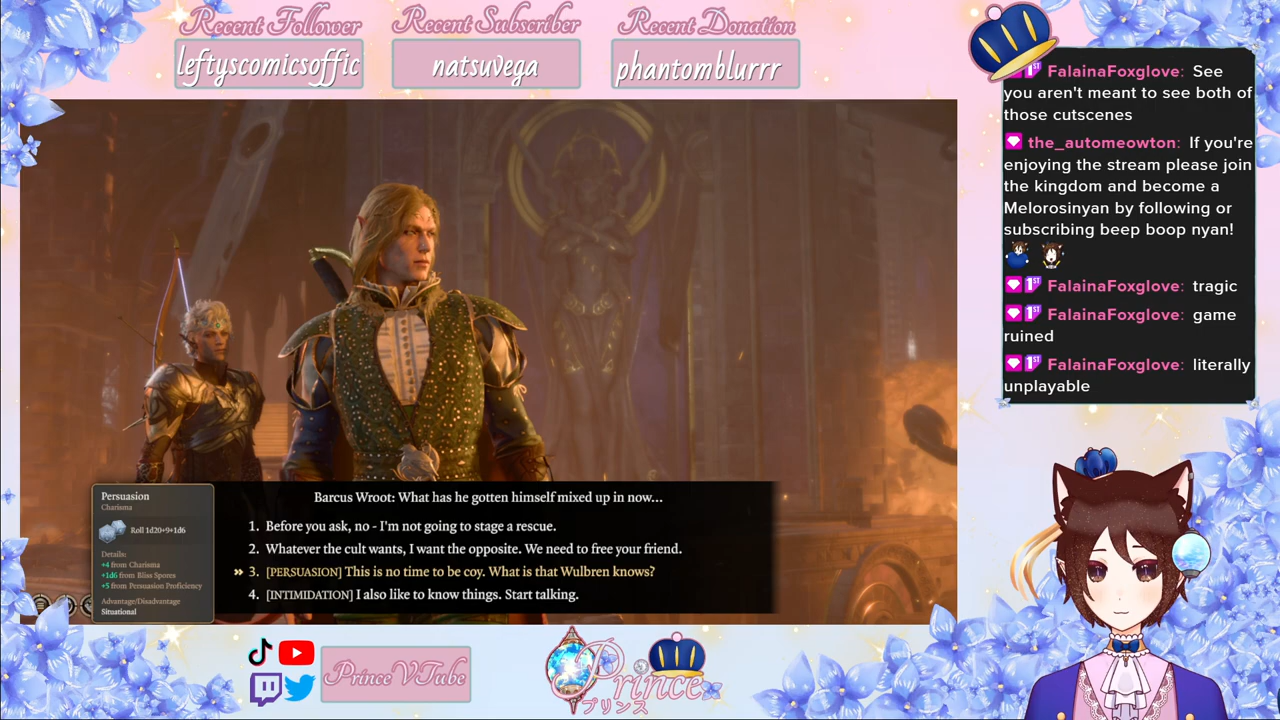 Recent Follower
Recent Subscriber
Recent Donation
leftyscomicsoffic
natsuvega
phantomblurrr
1ST FalainaFoxglove: See
you aren't meant to see both of
those cutscenes
the_automeowton: If you're
enjoying the stream please join
the kingdom and become a
Melorosinyan by following or
subscribing beep boop nyan!
1ST FalainaFoxglove: tragic
1ST FalainaFoxglove: game
ruined
1ST FalainaFoxglove: literally
unplayable
Persuasion
Charisma
Roll 1d20+9+1d6
Details:
+4 from Charisma
+1d6 from Bliss Spores
+5 from Persuasion Proficiency
Advantage/Disadvantage
Situational
Barcus Wroot: What has he gotten himself mixed up in now...
1. Before you ask, no - I'm not going to stage a rescue.
2. Whatever the cult wants, I want the opposite. We need to free your friend.
3. [PERSUASION] This is no time to be coy. What is that Wulbren knows?
4. [INTIMIDATION] I also like to know things. Start talking.
Prince VTube
Prince
プリンス